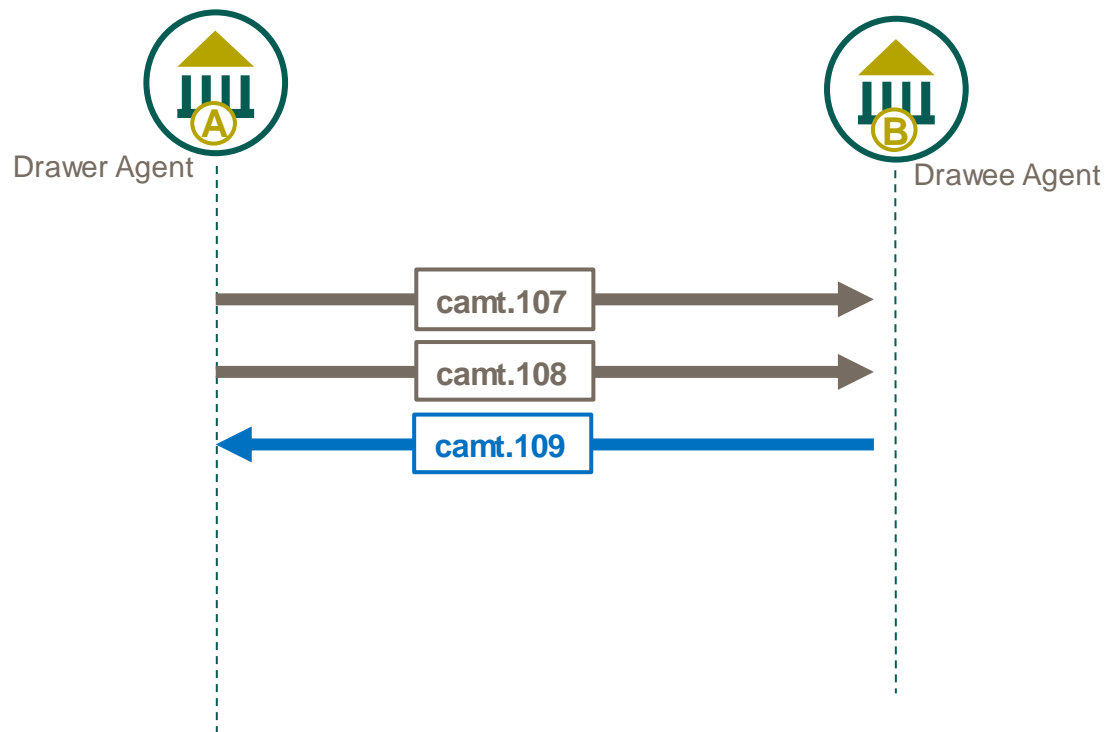 A
B
Drawer Agent
Drawee Agent
camt.107
camt.108
camt.109